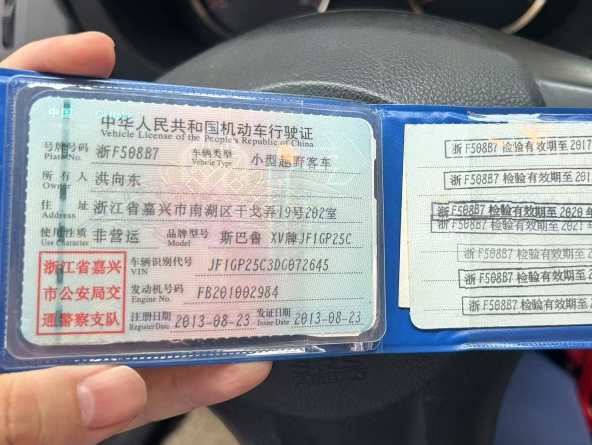 中华人民共和国机动车行驶证
Vehicle License of the People's Republic of China
号牌号码 浙F508B7 车辆类型 小型越野客车
Plate No. Vehicle Type
所有人 洪向东
Owner
住 址 浙江省嘉兴市南湖区干戈弄19号202室
Address
使用性质 非营运 品牌型号 斯巴鲁 XV牌JF1GP25C
Use Character Model
浙江省嘉兴
市公安局交
通警察支队
车辆识别代号 JF1GP25C3DG072645
VIN
发动机号码 FB201002984
Engine No.
注册日期 2013-08-23 发证日期 2013-08-23
Register Date Issue Date
浙F508B7 检验有效期至2017
浙F508B7 检验有效期至201
浙F508B7 检验有效期至2020年
浙F508B7 检验有效期至2021年
浙F508B7 检验有效期至
浙F508B7 检验有效期至202
浙F508B7 检验有效期至202